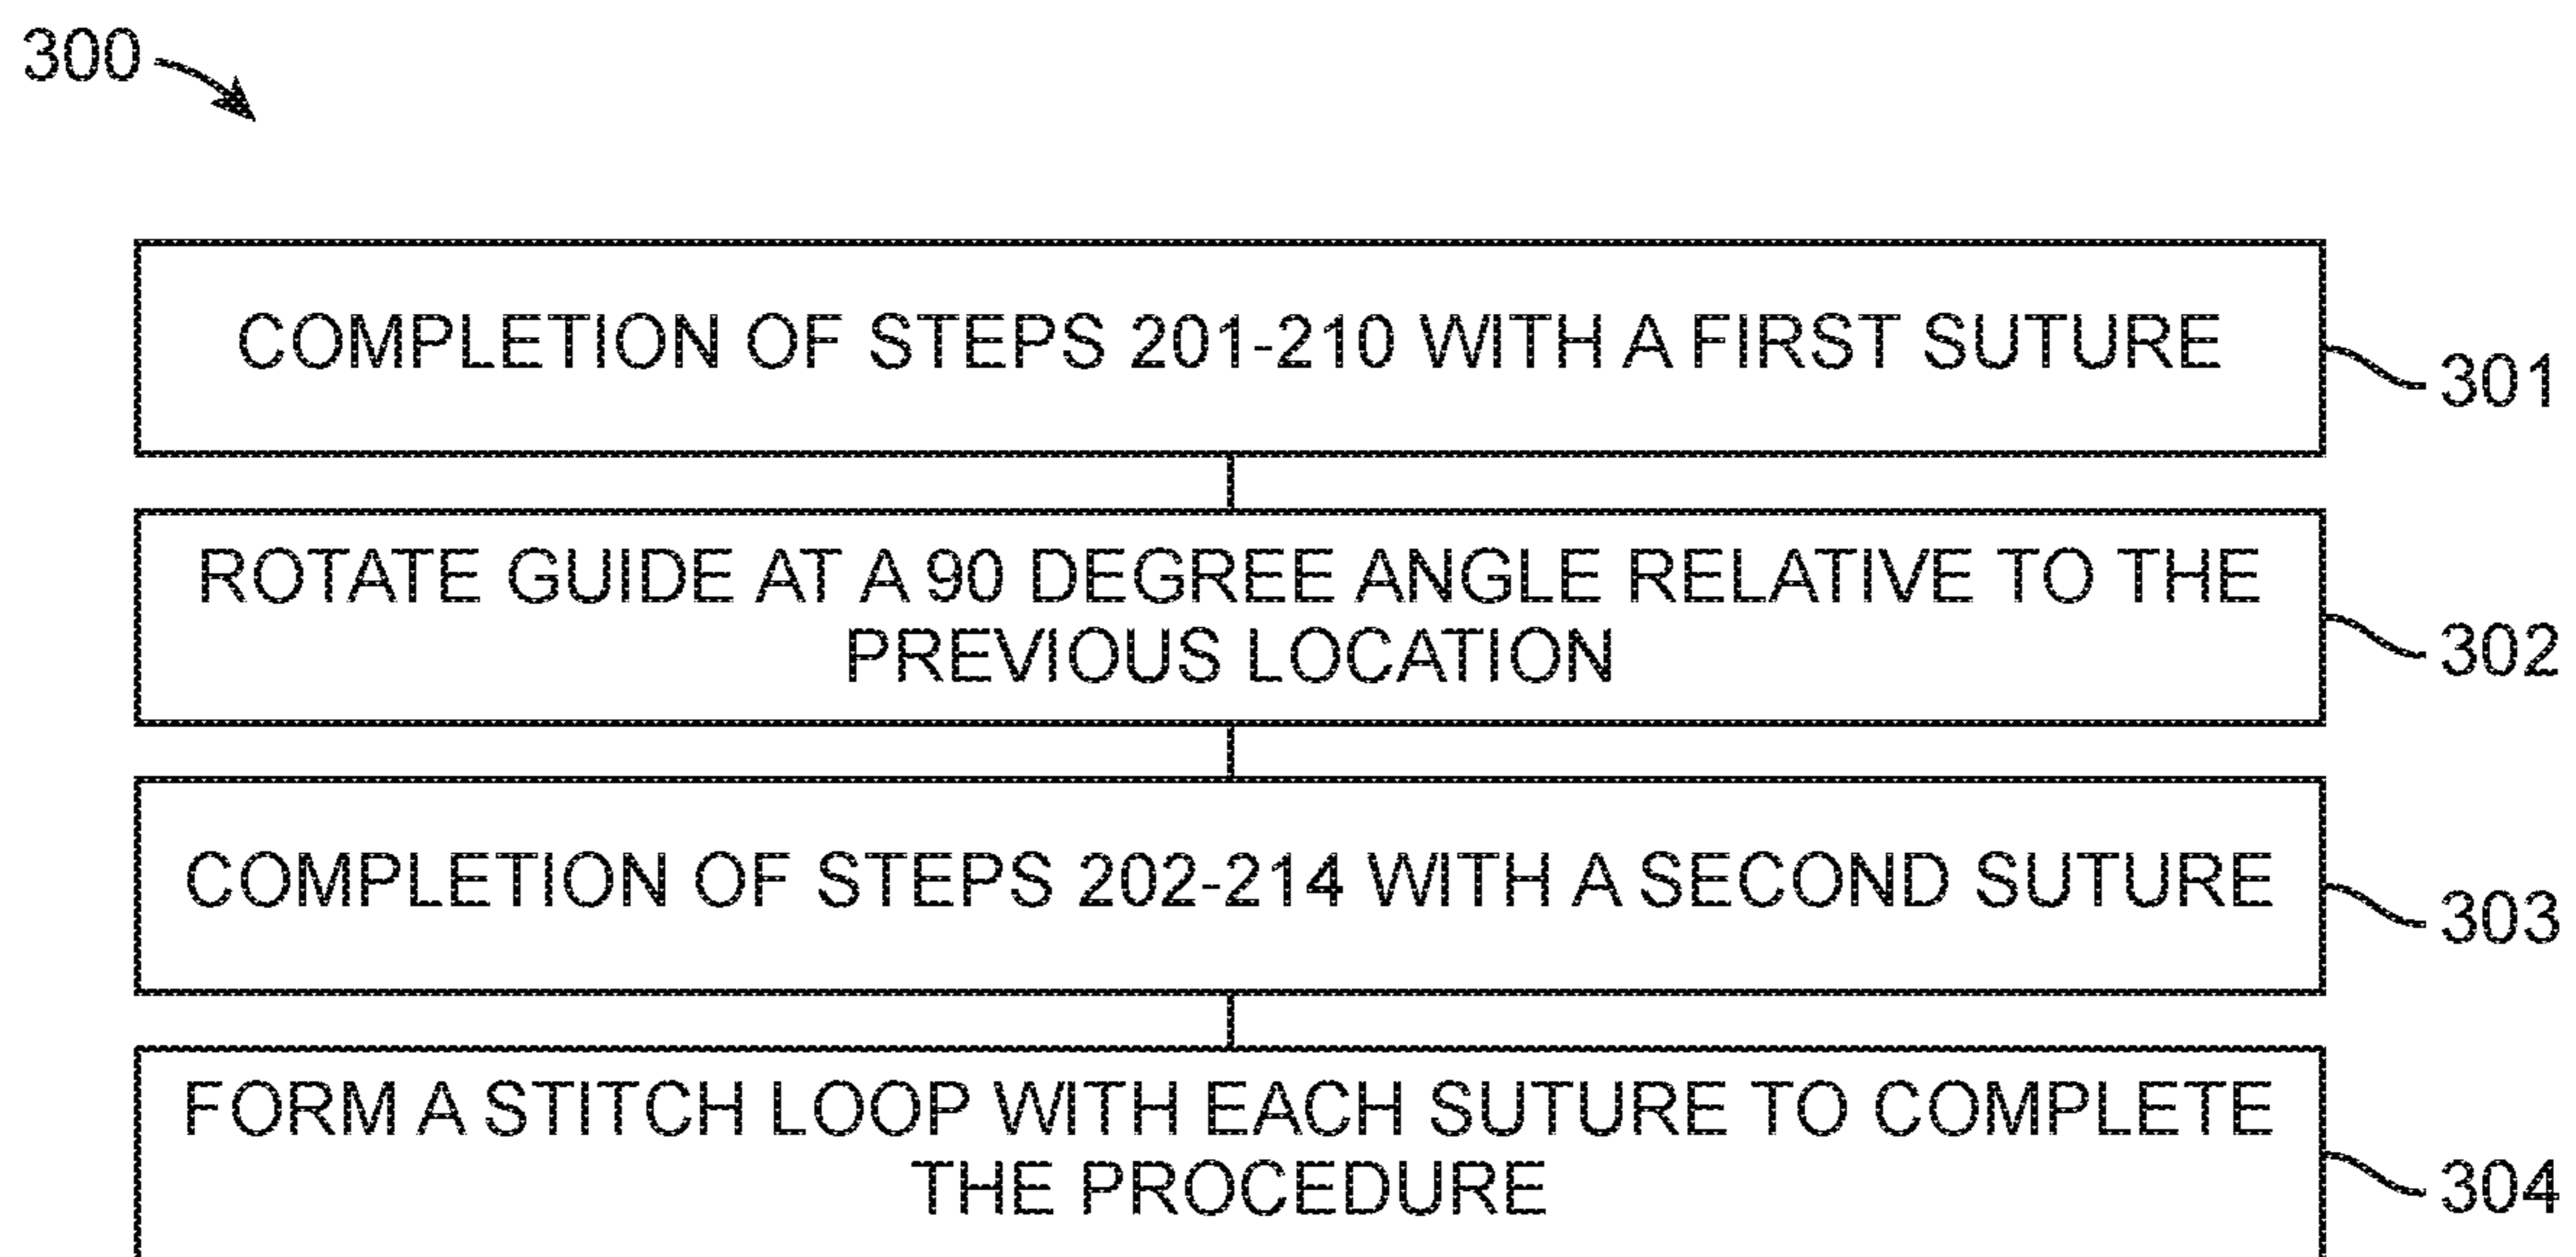 300
COMPLETION OF STEPS 201-210 WITH A FIRST SUTURE
301
ROTATE GUIDE AT A 90 DEGREE ANGLE RELATIVE TO THE
PREVIOUS LOCATION
302
COMPLETION OF STEPS 202-214 WITH A SECOND SUTURE
303
FORM A STITCH LOOP WITH EACH SUTURE TO COMPLETE
THE PROCEDURE
304